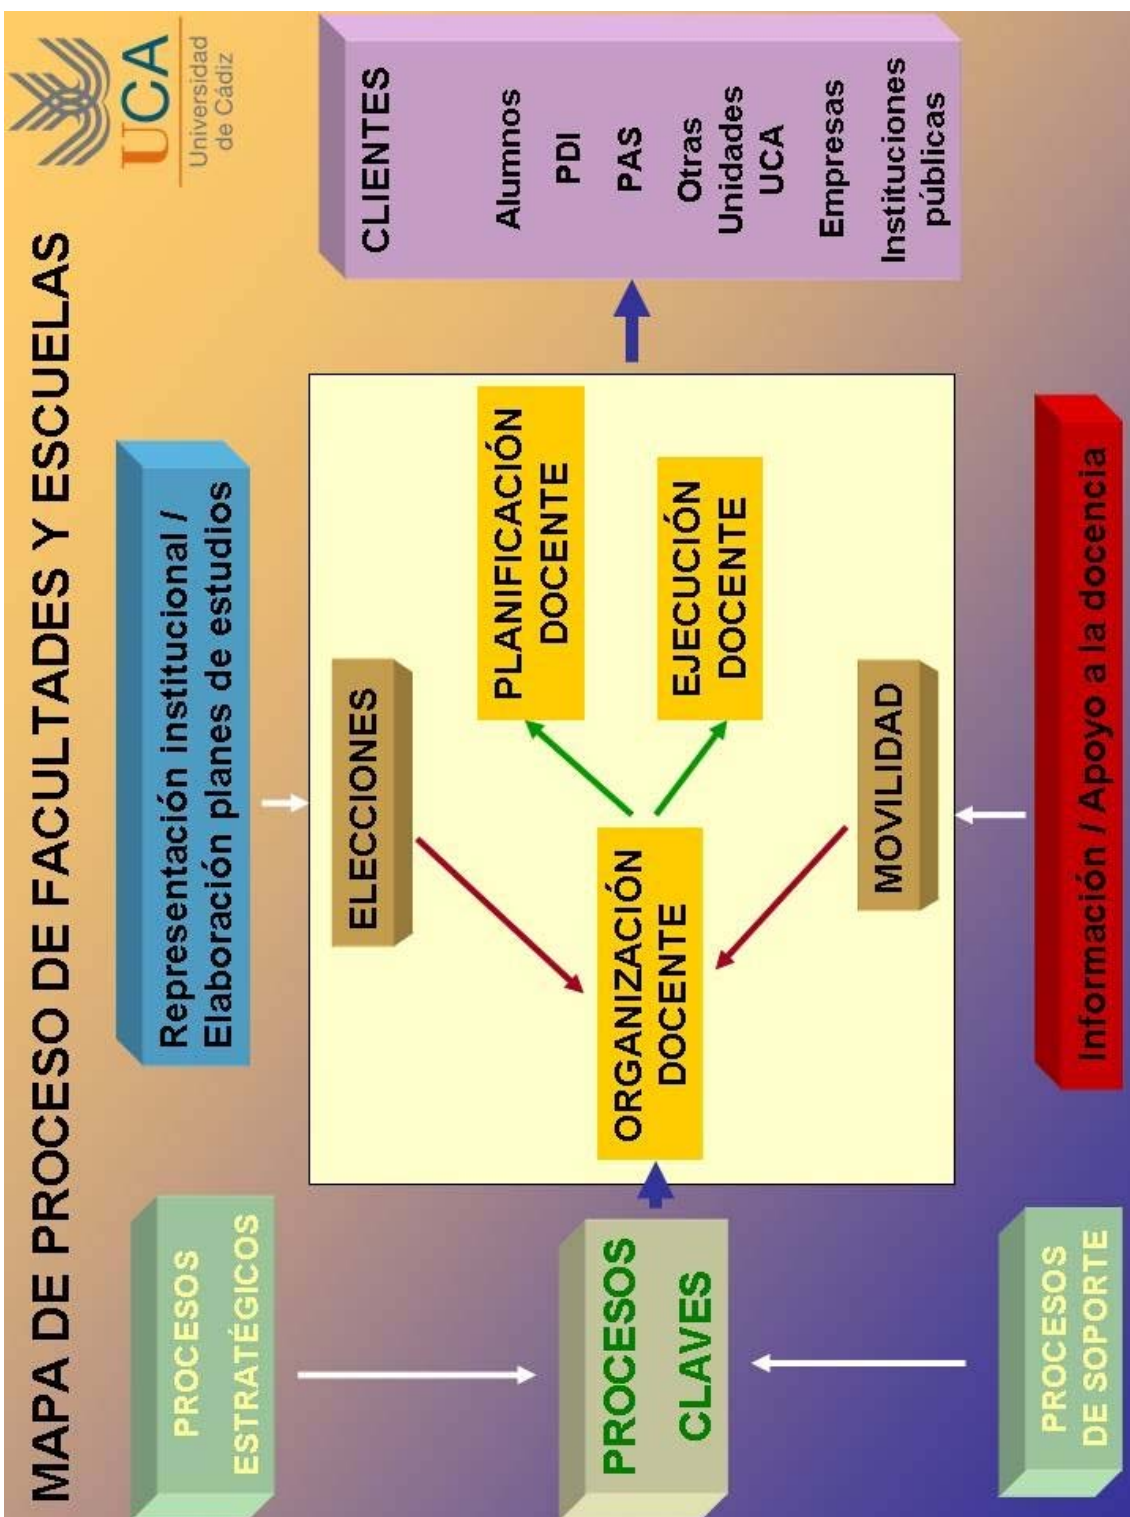 MAPA DE PROCESO DE FACULTADES Y ESCUELAS
UCA
Universidad
de Cádiz
PROCESOS
ESTRATÉGICOS
Representación institucional /
Elaboración planes de estudios
CLIENTES
Alumnos
PDI
PAS
Otras
Unidades
UCA
Empresas
Instituciones
públicas
ELECCIONES
PLANIFICACIÓN
DOCENTE
PROCESOS
CLAVES
ORGANIZACIÓN
DOCENTE
EJECUCIÓN
DOCENTE
MOVILIDAD
PROCESOS
DE SOPORTE
Información / Apoyo a la docencia